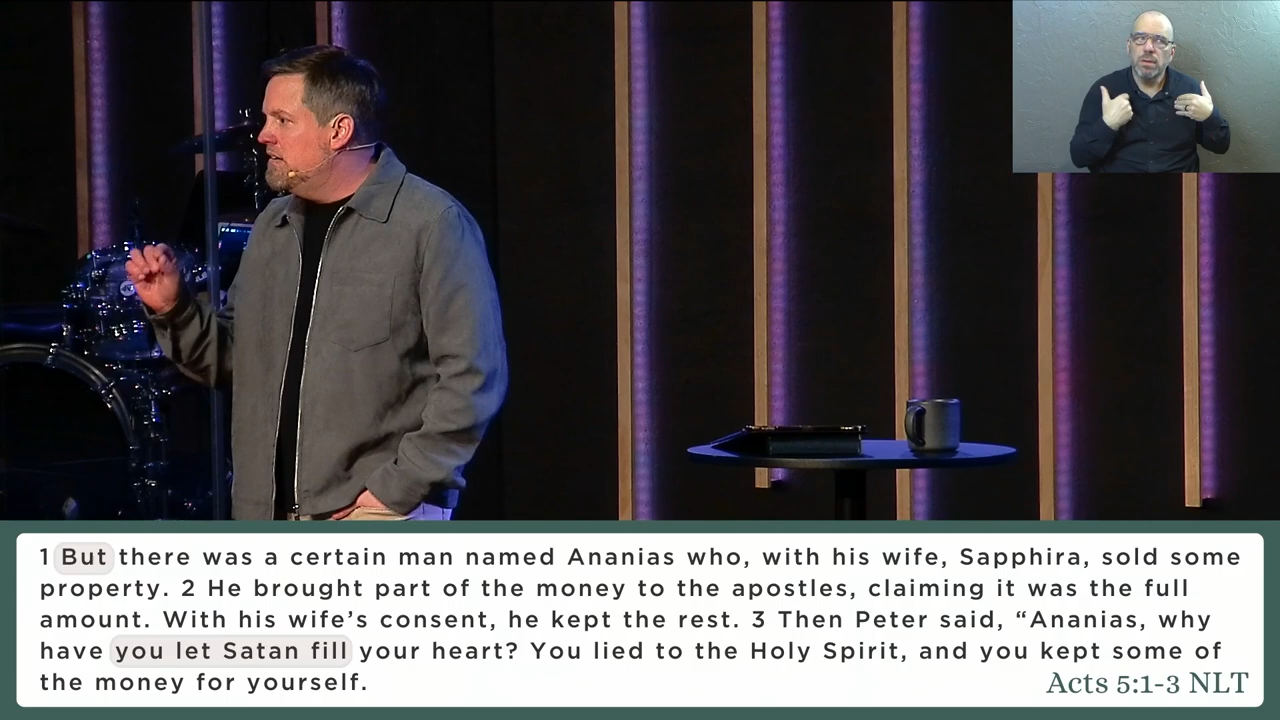 1 But there was a certain man named Ananias who, with his wife, Sapphira, sold some
property. 2 He brought part of the money to the apostles, claiming it was the full
amount. With his wife’s consent, he kept the rest. 3 Then Peter said, “Ananias, why
have you let Satan fill your heart? You lied to the Holy Spirit, and you kept some of
the money for yourself.
Acts 5:1-3 NLT